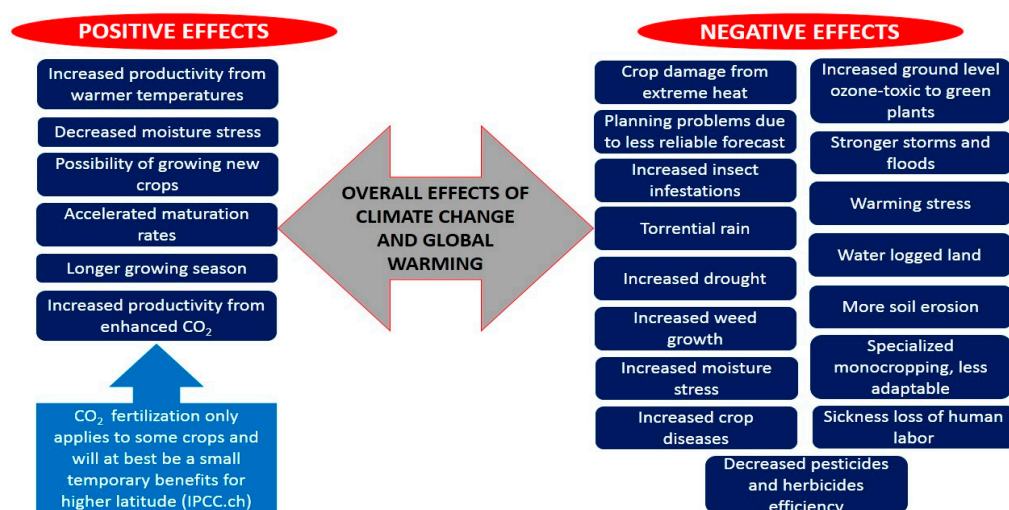 POSITIVE EFFECTS
Increased productivity from
warmer temperatures
Decreased moisture stress
Possibility of growing new
crops
Accelerated maturation
rates
Longer growing season
Increased productivity from
enhanced CO₂
CO₂ fertilization only
applies to some crops and
will at best be a small
temporary benefits for
higher latitude (IPCC.ch)
OVERALL EFFECTS OF
CLIMATE CHANGE
AND GLOBAL
WARMING
NEGATIVE EFFECTS
Crop damage from
extreme heat
Planning problems due
to less reliable forecast
Increased insect
infestations
Torrential rain
Increased drought
Increased weed
growth
Increased moisture
stress
Increased crop
diseases
Increased ground level
ozone-toxic to green
plants
Stronger storms and
floods
Warming stress
Water logged land
More soil erosion
Specialized
monocropping, less
adaptable
Sickness loss of human
labor
Decreased pesticides
and herbicides
efficiency